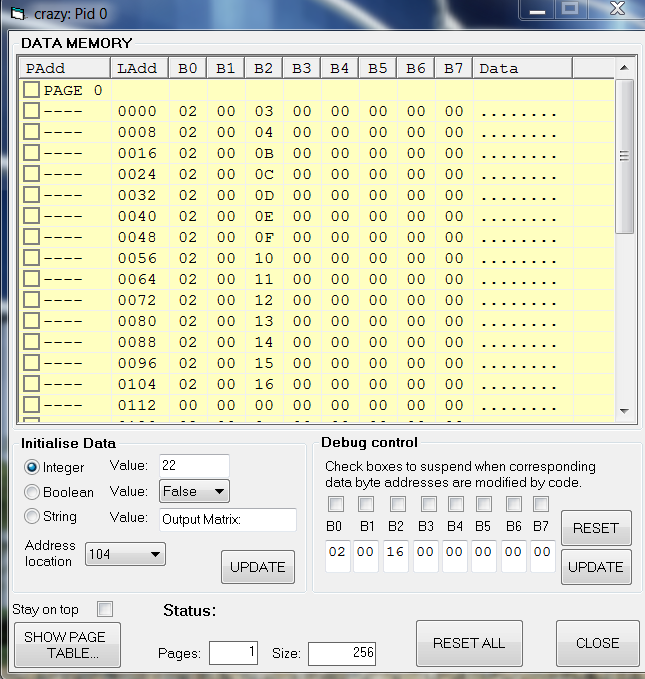 crazy: Pid 0
DATA MEMORY
PAdd LAdd B0 B1 B2 B3 B4 B5 B6 B7 Data
PAGE 0
---- 0000 02 00 03 00 00 00 00 00 ........
---- 0008 02 00 04 00 00 00 00 00 ........
---- 0016 02 00 0B 00 00 00 00 00 ........
---- 0024 02 00 0C 00 00 00 00 00 ........
---- 0032 02 00 0D 00 00 00 00 00 ........
---- 0040 02 00 0E 00 00 00 00 00 ........
---- 0048 02 00 0F 00 00 00 00 00 ........
---- 0056 02 00 10 00 00 00 00 00 ........
---- 0064 02 00 11 00 00 00 00 00 ........
---- 0072 02 00 12 00 00 00 00 00 ........
---- 0080 02 00 13 00 00 00 00 00 ........
---- 0088 02 00 14 00 00 00 00 00 ........
---- 0096 02 00 15 00 00 00 00 00 ........
---- 0104 02 00 16 00 00 00 00 00 ........
---- 0112 00 00 00 00 00 00 00 00 ........
Initialise Data
Integer Value: 22
Boolean Value: False
String Value: Output Matrix:
Address
location 104
UPDATE
Debug control
Check boxes to suspend when corresponding
data byte addresses are modified by code.
B0 B1 B2 B3 B4 B5 B6 B7
02 00 16 00 00 00 00 00
RESET
UPDATE
Stay on top
Status:
SHOW PAGE
TABLE...
Pages: 1 Size: 256
RESET ALL
CLOSE